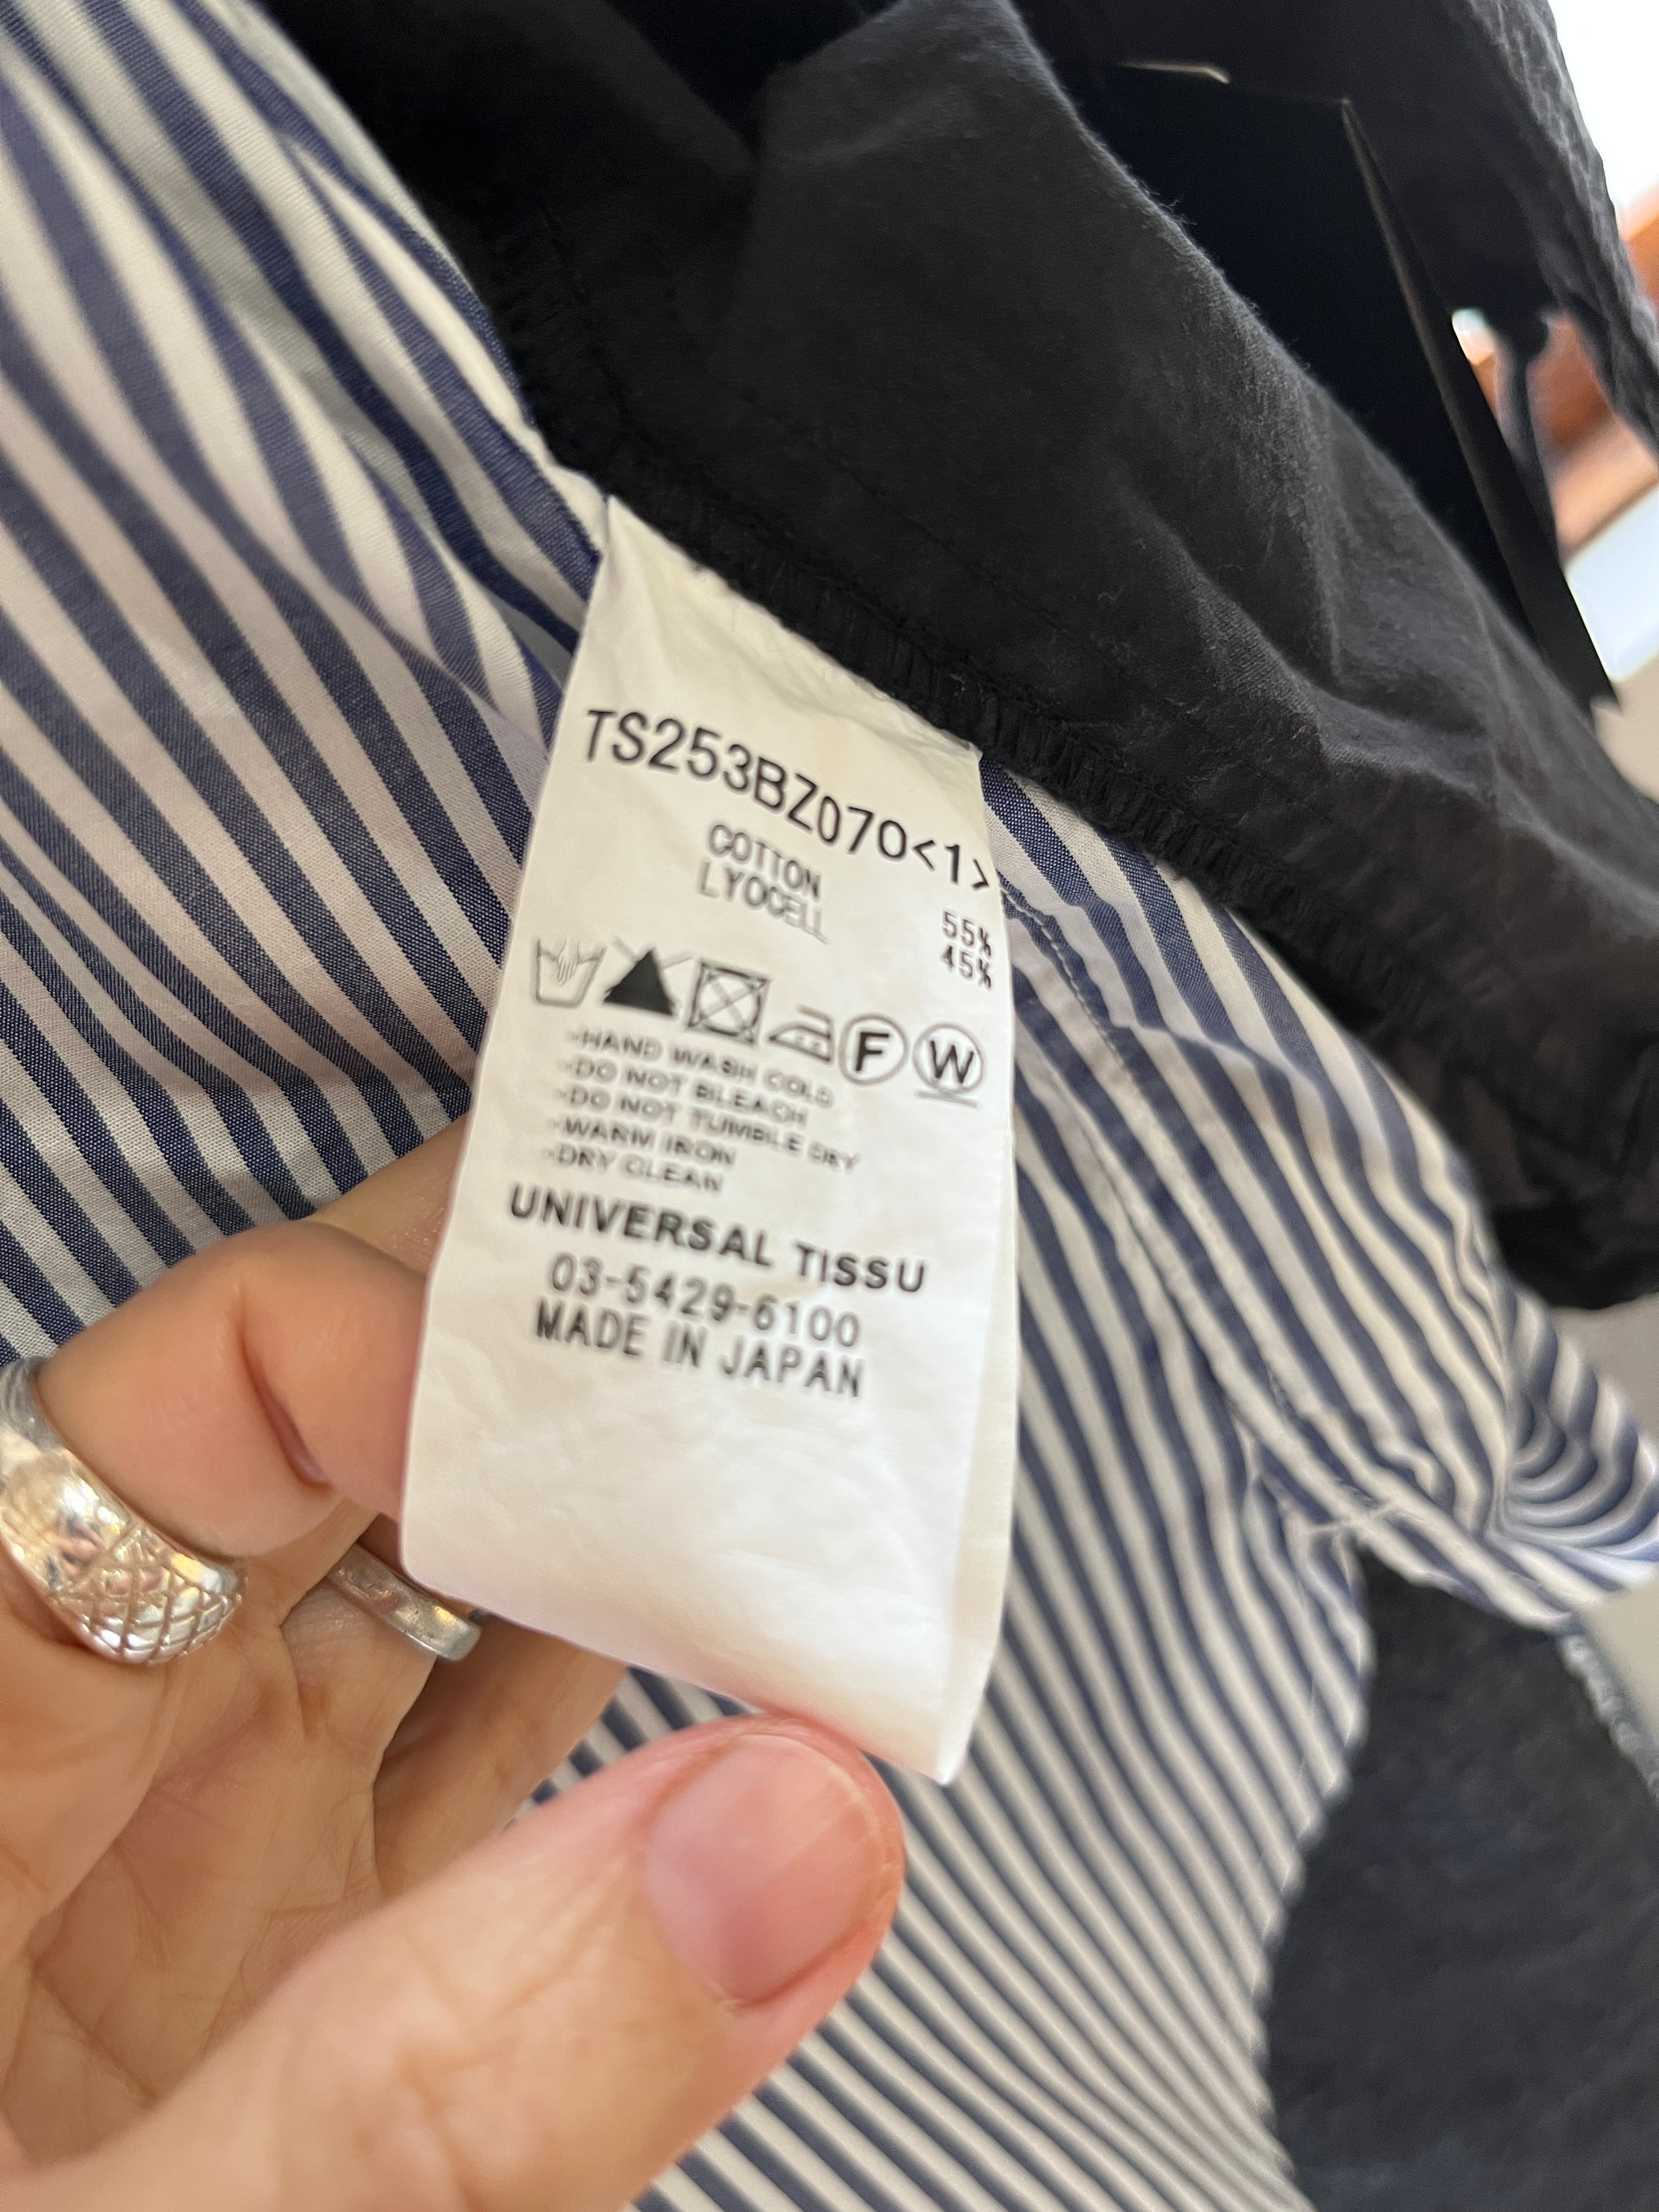 TS253BZ070<1>
COTTON 55%
LYOCELL 45%
F W
-HAND WASH COLD
-DO NOT BLEACH
-DO NOT TUMBLE DRY
-WARM IRON
-DRY CLEAN
UNIVERSAL TISSU
03-5429-6100
MADE IN JAPAN